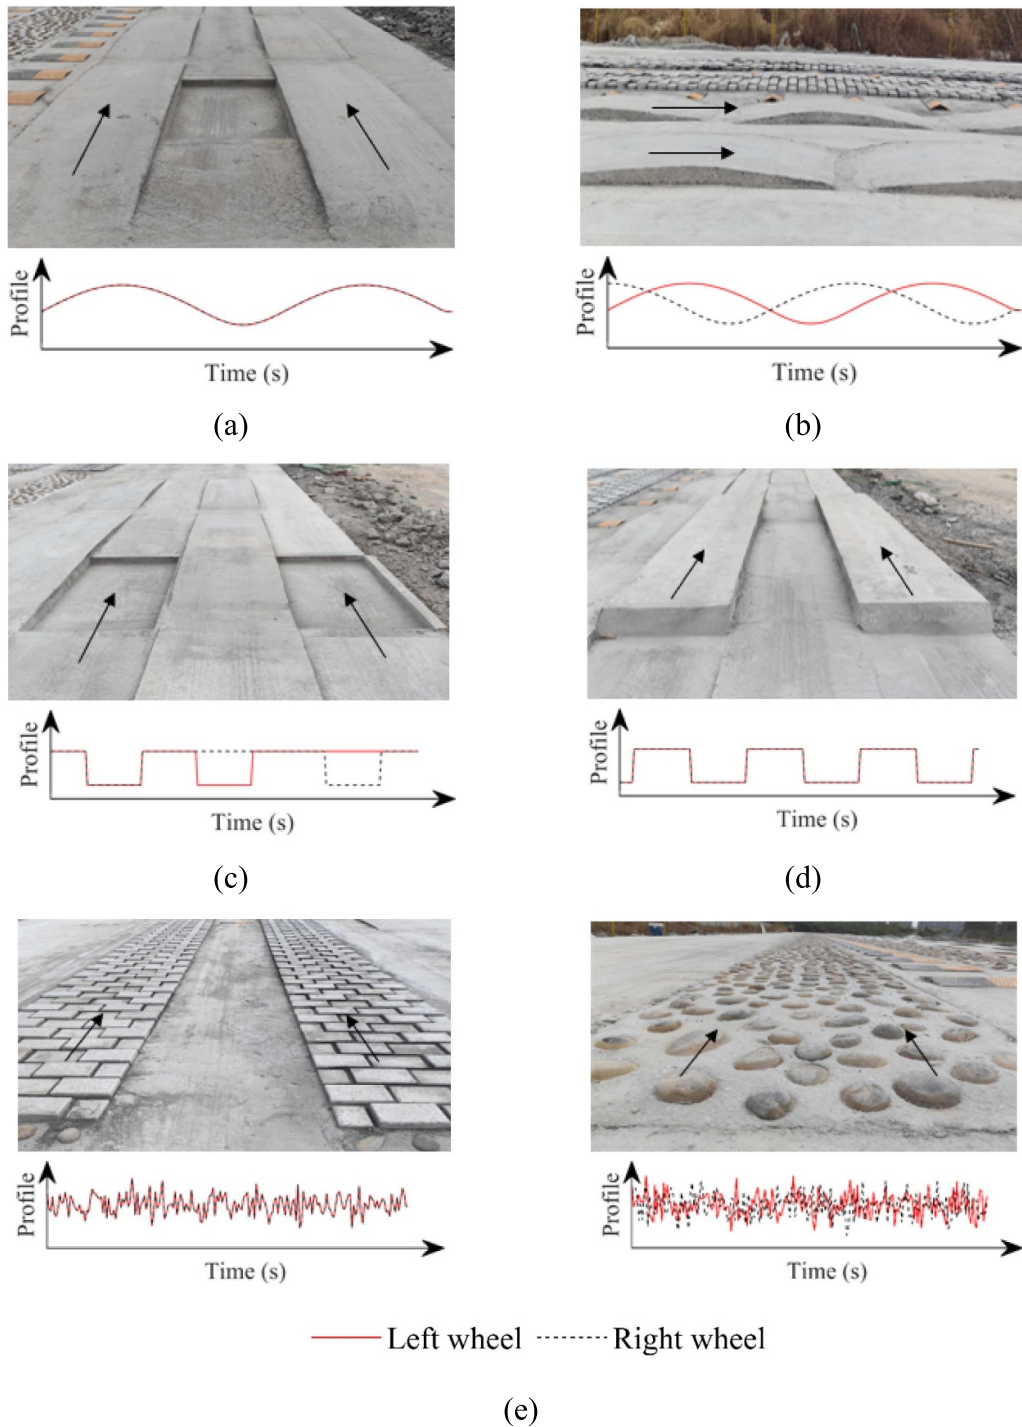 Profile
Time (s)
(a)
Profile
Time (s)
(b)
Profile
Time (s)
(c)
Profile
Time (s)
(d)
Profile
Time (s)
Profile
Time (s)
Left wheel
Right wheel
(e)